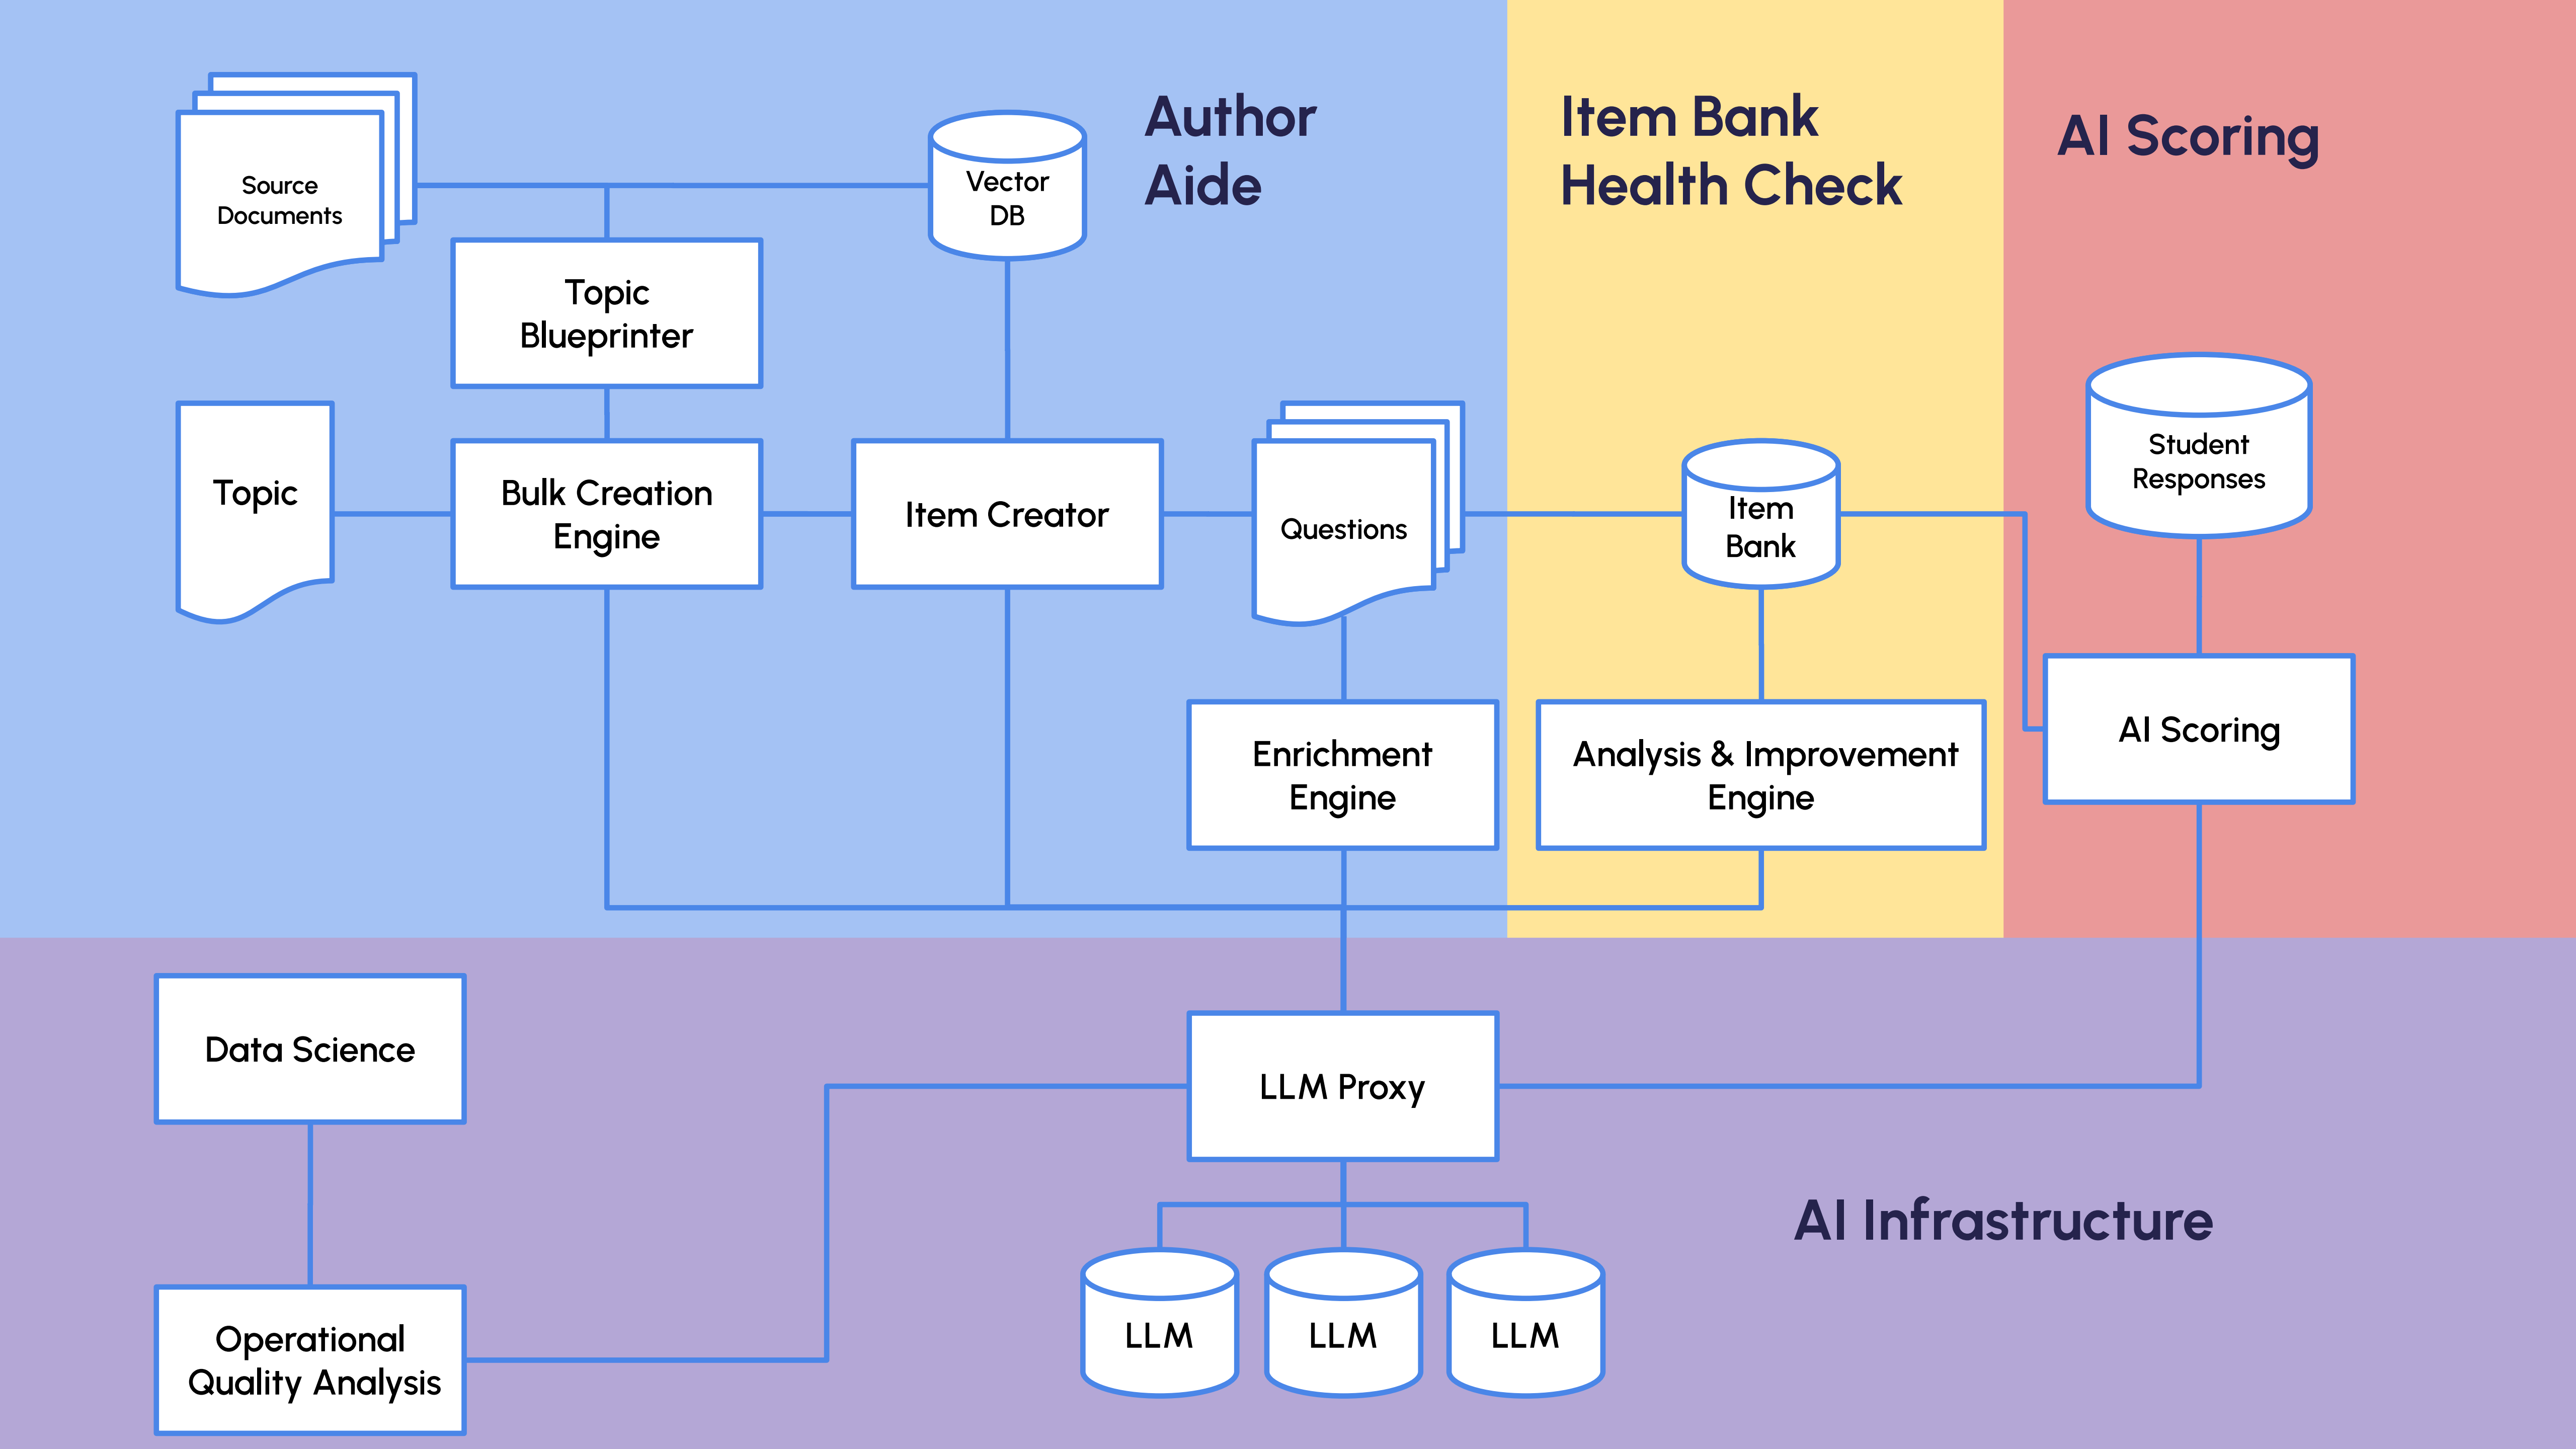 Author
Aide
Item Bank
Health Check
AI Scoring
Source
Documents
Vector
DB
Topic
Blueprinter
Topic
Bulk Creation
Engine
Item Creator
Questions
Item
Bank
Student
Responses
Enrichment
Engine
Analysis & Improvement
Engine
AI Scoring
Data Science
LLM Proxy
AI Infrastructure
Operational
Quality Analysis
LLM
LLM
LLM